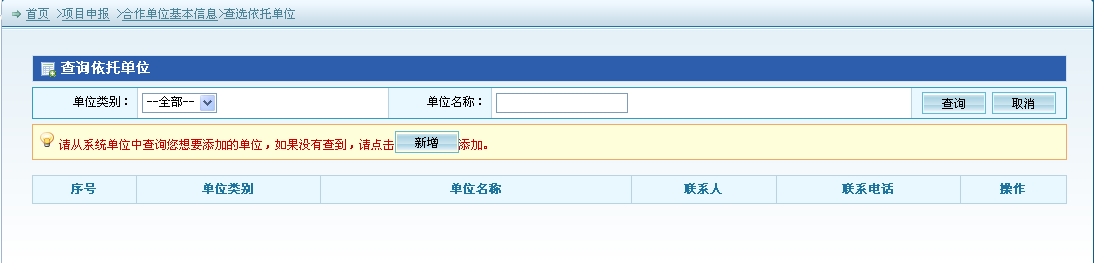 首页 >项目申报 >合作单位基本信息>查选依托单位
查询依托单位
单位类别： --全部-- 单位名称： 查询 取消
请从系统单位中查询您想要添加的单位，如果没有查到，请点击 新增 添加。
序号 单位类别 单位名称 联系人 联系电话 操作